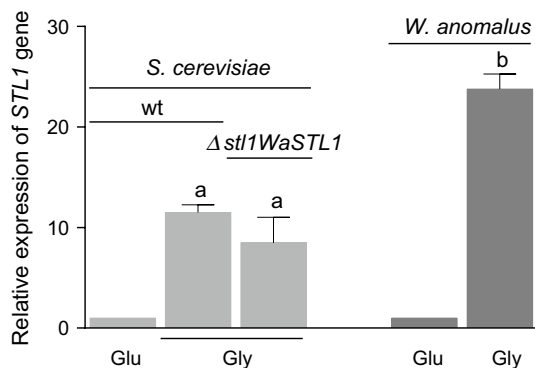 Relative expression of STL1 gene
30
20
10
0
S. cerevisiae
wt
Δstl1WaSTL1
a
a
W. anomalus
b
Glu
Gly
Glu
Gly